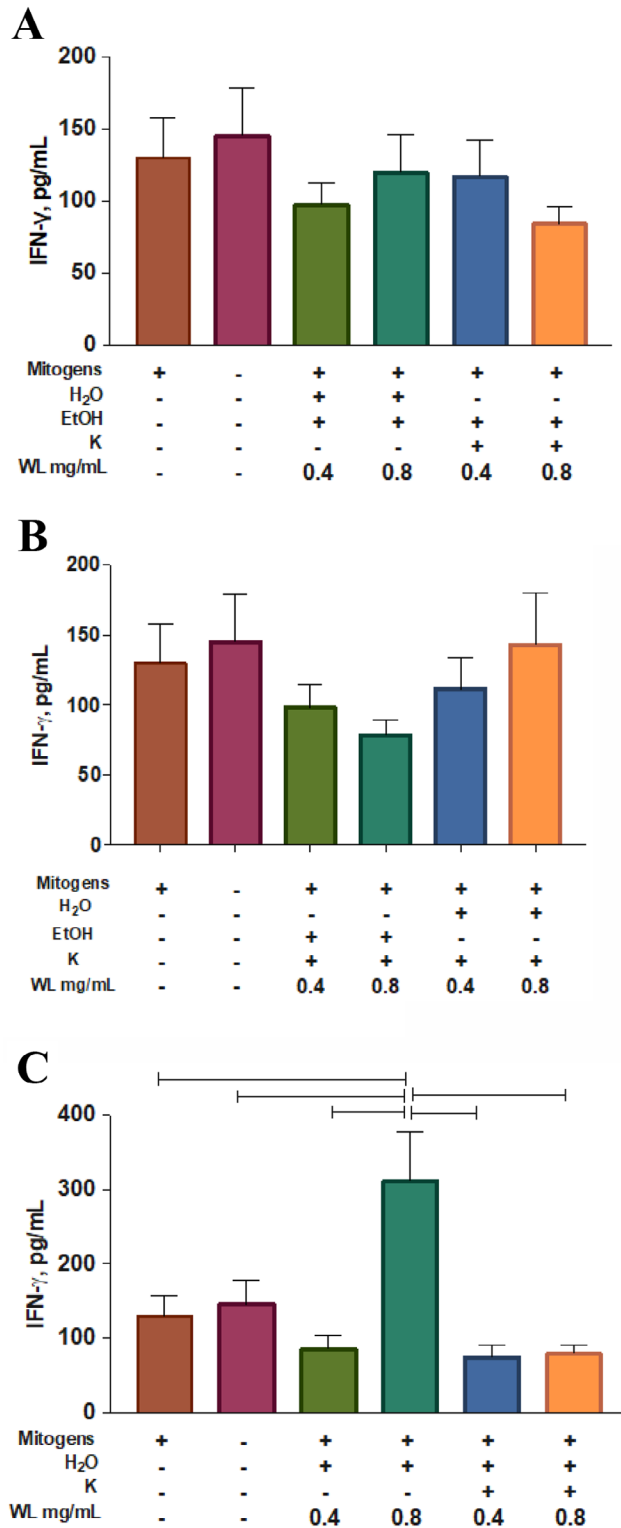 A
IFN-γ, pg/mL
200
150
100
50
0
Mitogens + - + + + +
H₂O - - + + - -
EtOH - - + + + +
K - - - - + +
WL mg/mL - - 0.4 0.8 0.4 0.8
B
IFN-γ, pg/mL
200
150
100
50
0
Mitogens + - + + + +
H₂O - - - - + +
EtOH - - + + - -
K - - + + + +
WL mg/mL - - 0.4 0.8 0.4 0.8
C
IFN-γ, pg/mL
400
300
200
100
0
Mitogens + - + + + +
H₂O - - + + + +
K - - - - + +
WL mg/mL - - 0.4 0.8 0.4 0.8